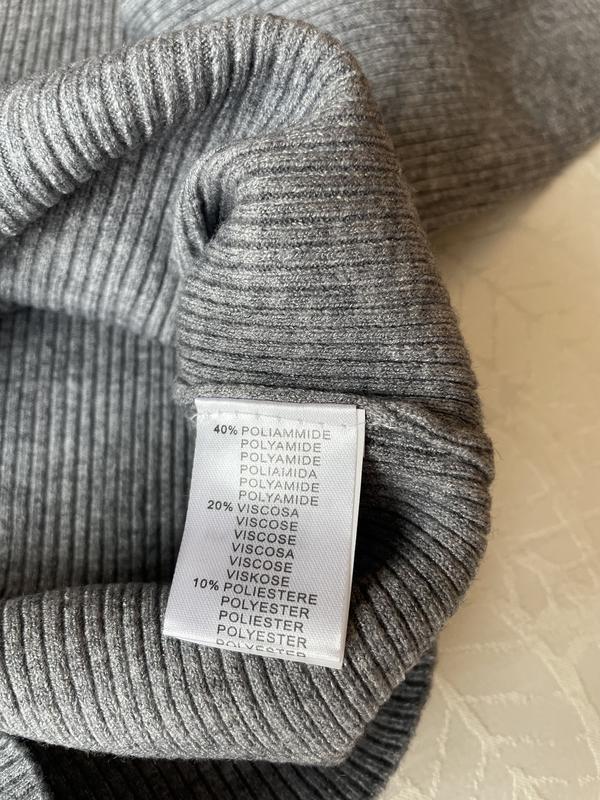 40% POLIAMMIDE
POLYAMIDE
POLYAMIDE
POLIAMIDA
POLYAMIDE
POLYAMIDE
20% VISCOSA
VISCOSE
VISCOSE
VISCOSA
VISCOSE
VISKOSE
10% POLIESTERE
POLYESTER
POLIESTER
POLYESTER
POLYESTER